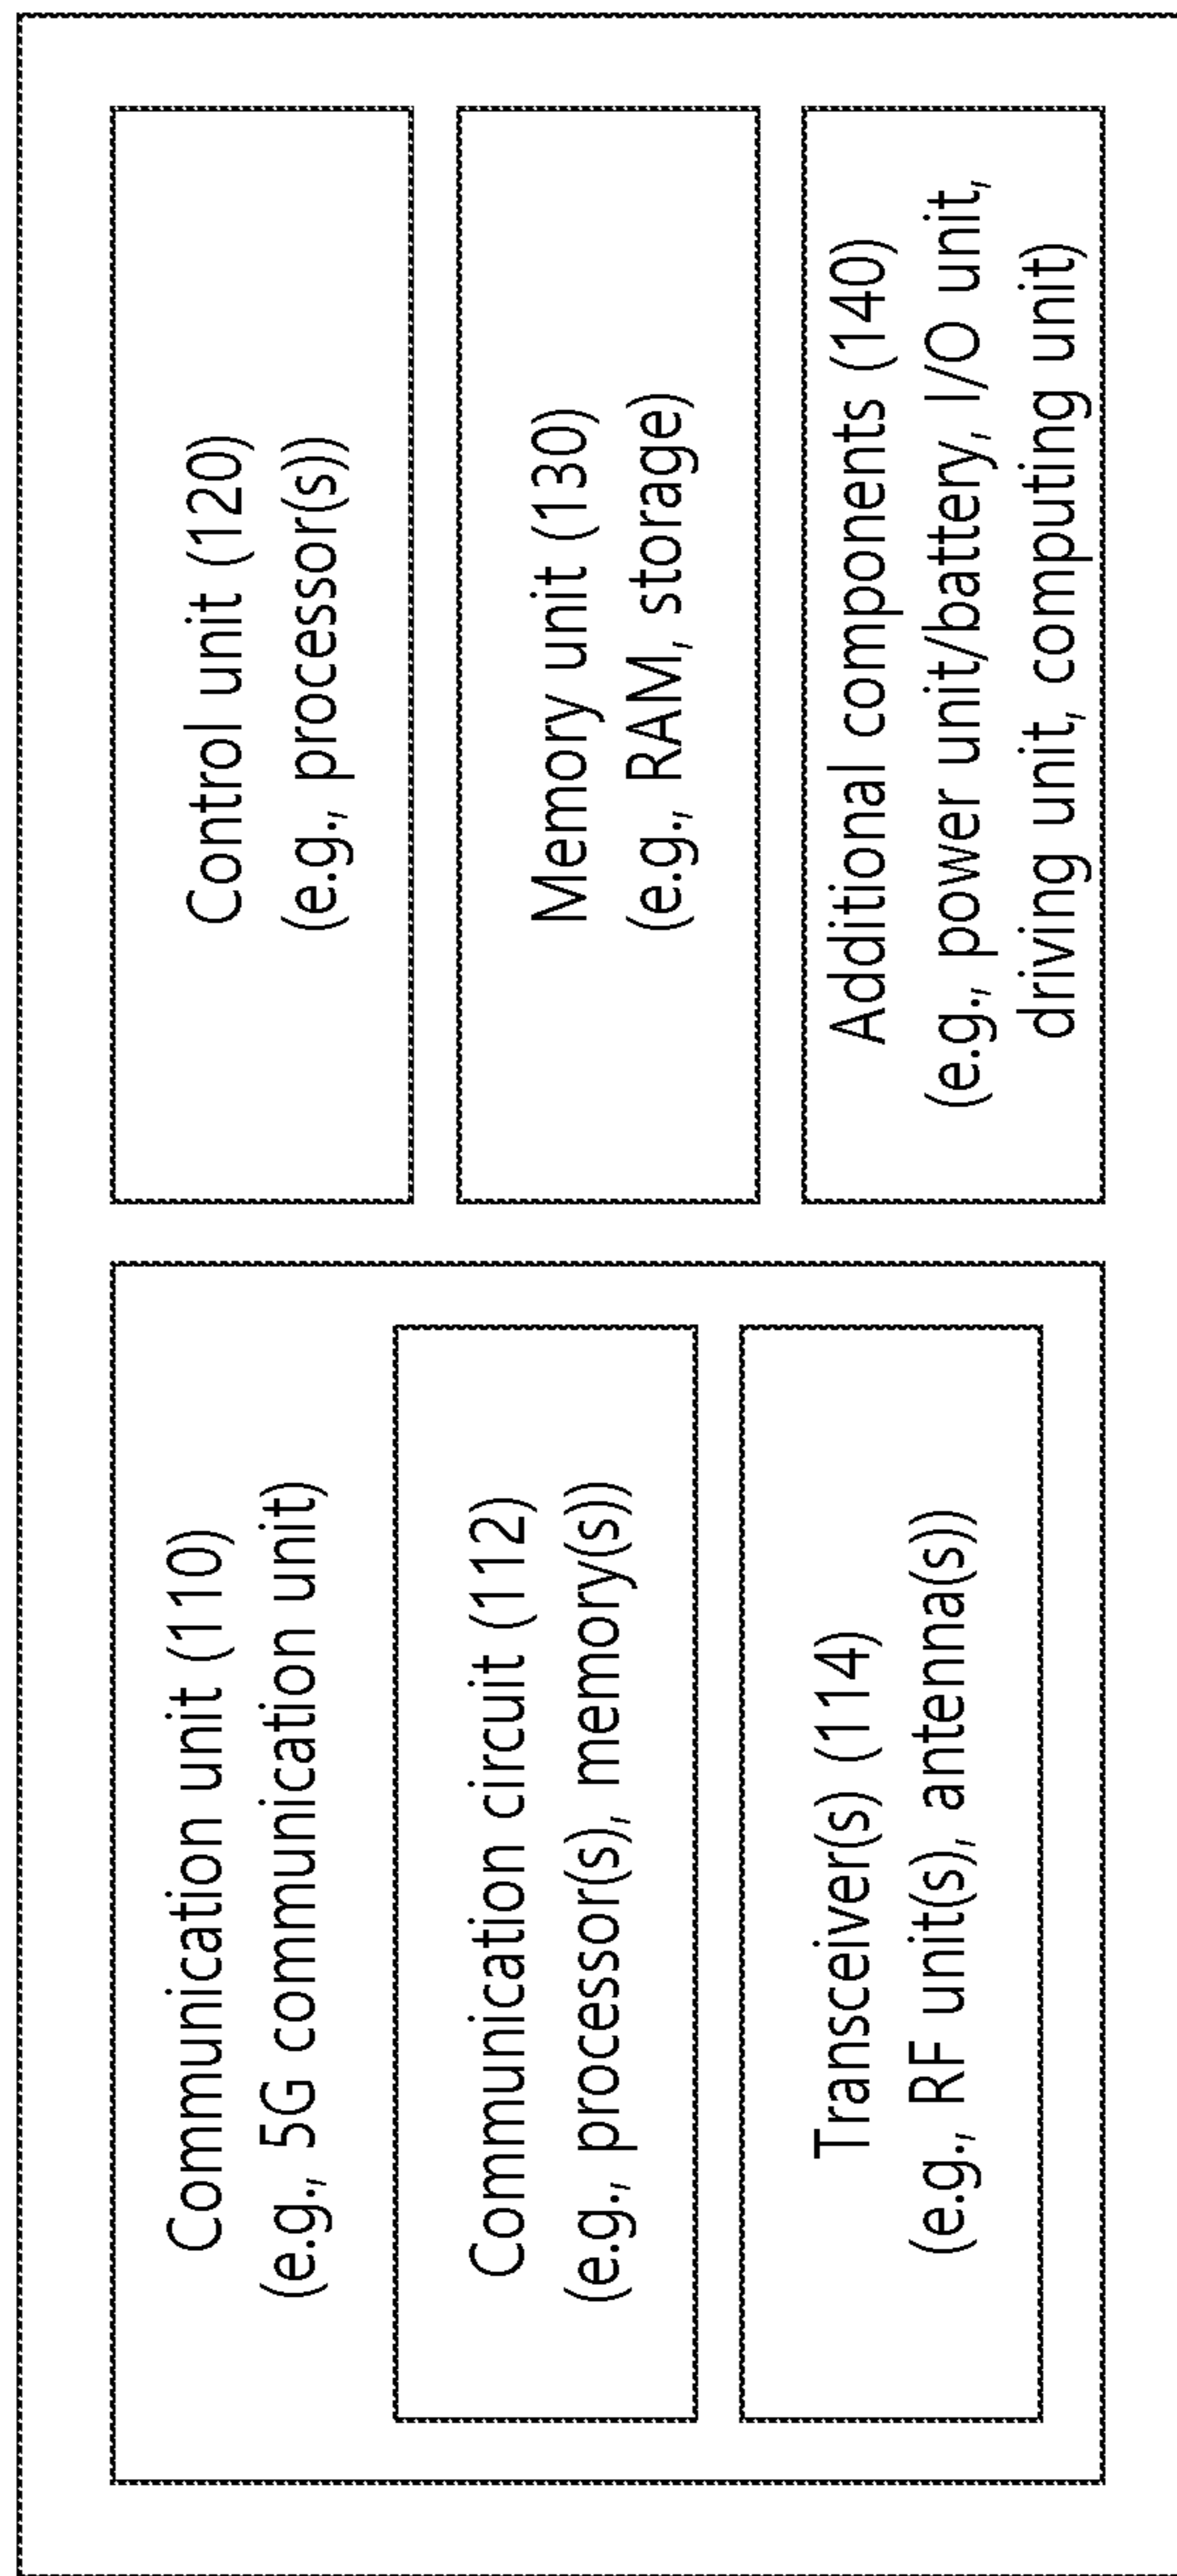 Communication unit (110)
(e.g., 5G communication unit)
Communication circuit (112)
(e.g., processor(s), memory(s))
Transceiver(s) (114)
(e.g., RF unit(s), antenna(s))
Control unit (120)
(e.g., processor(s))
Memory unit (130)
(e.g., RAM, storage)
Additional components (140)
(e.g., power unit/battery, I/O unit,
driving unit, computing unit)